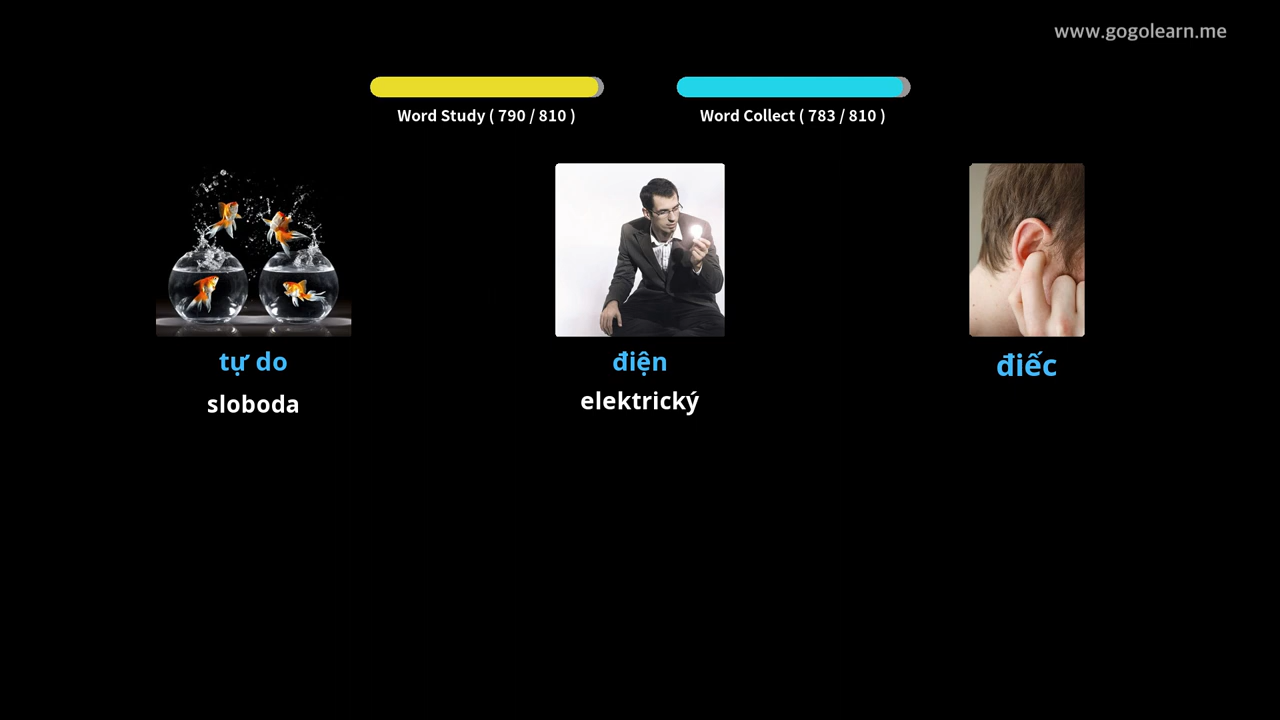 www.gogolearn.me
Word Study ( 790 / 810 )
Word Collect ( 783 / 810 )
tự do
sloboda
điện
elektrický
điếc